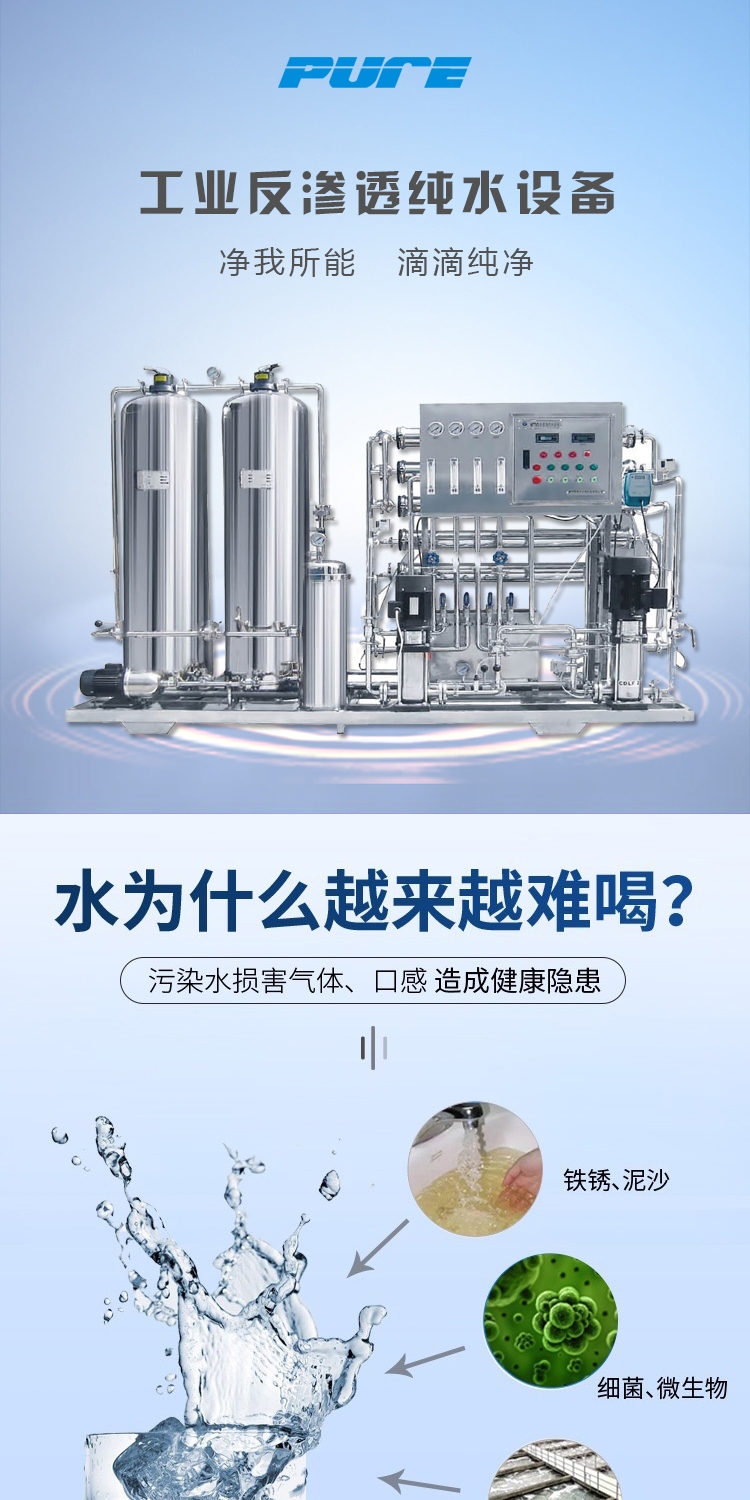 PURE
工业反渗透纯水设备
净我所能 滴滴纯净
CDLF
水为什么越来越难喝？
污染水损害气体、口感 造成健康隐患
铁锈、泥沙
细菌、微生物